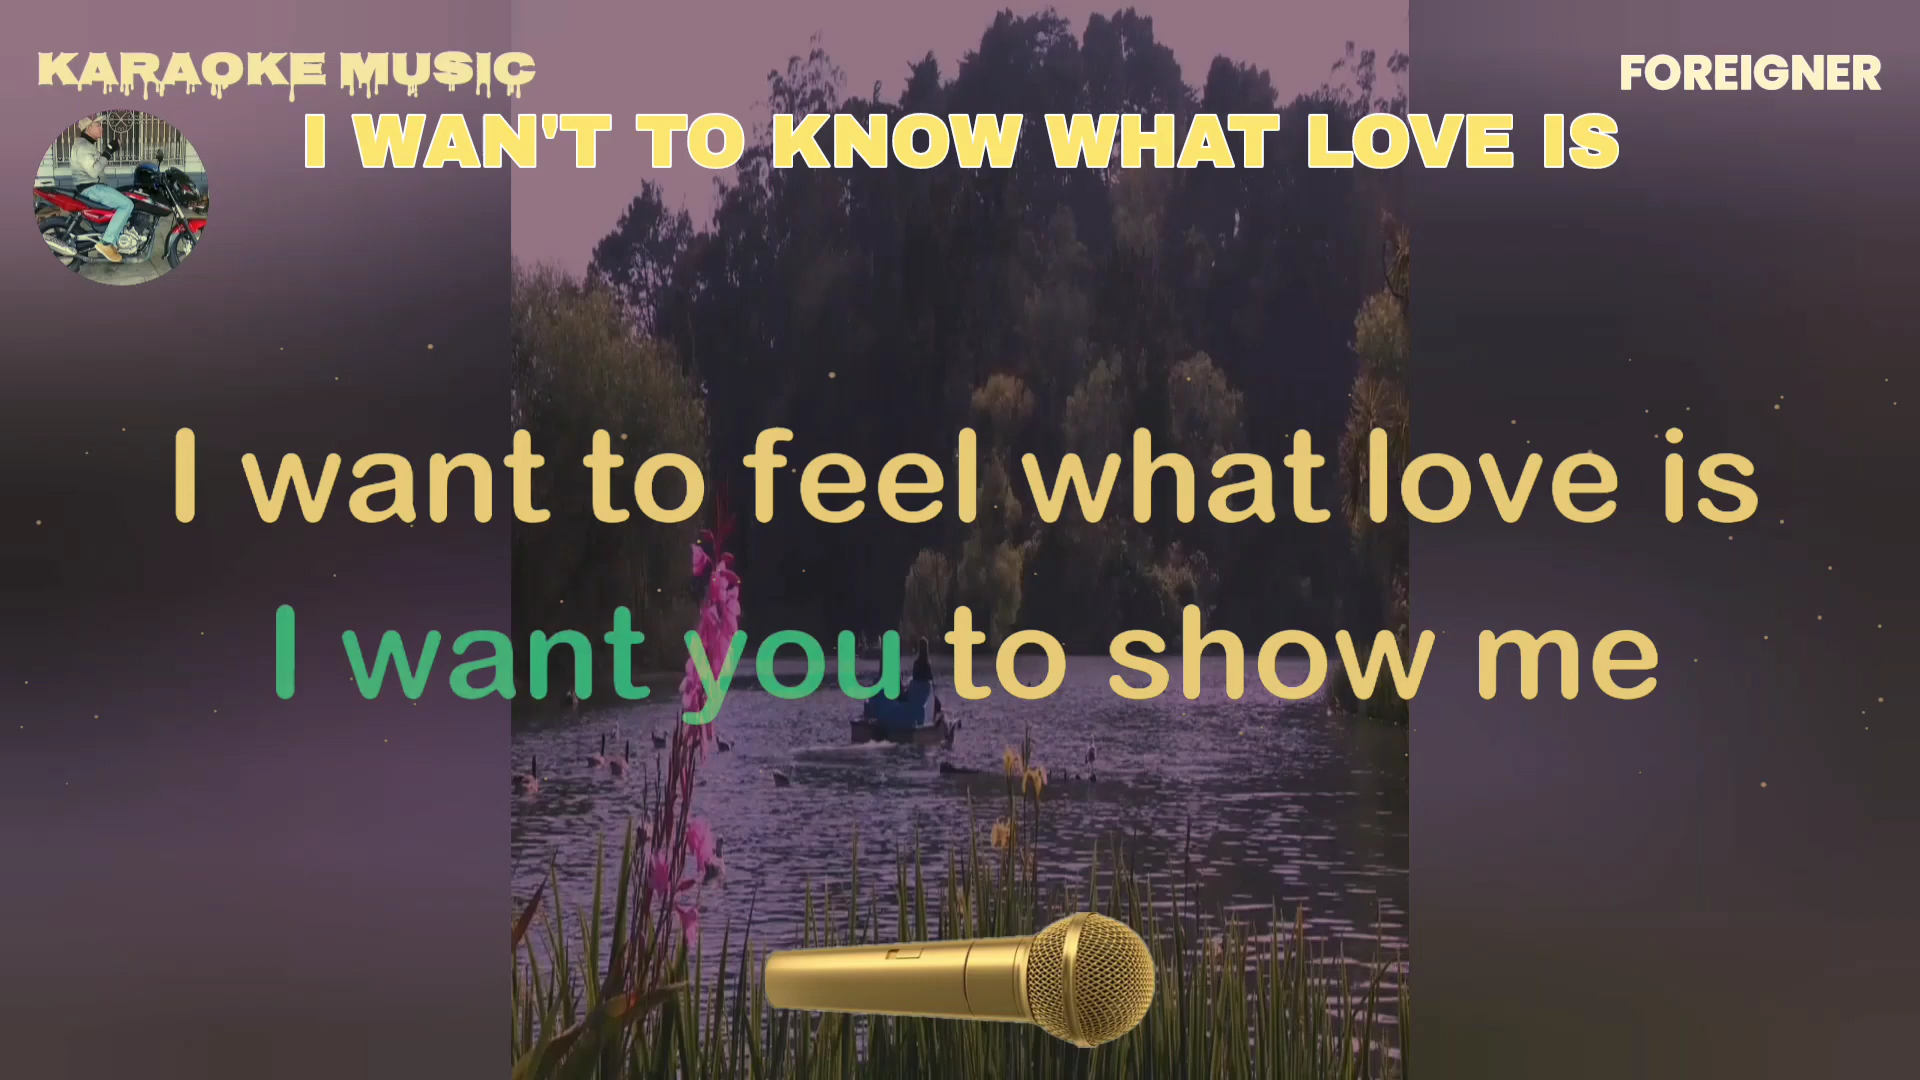 KARAOKE MUSIC
FOREIGNER
I WAN'T TO KNOW WHAT LOVE IS
I want to feel what love is
I want you to show me